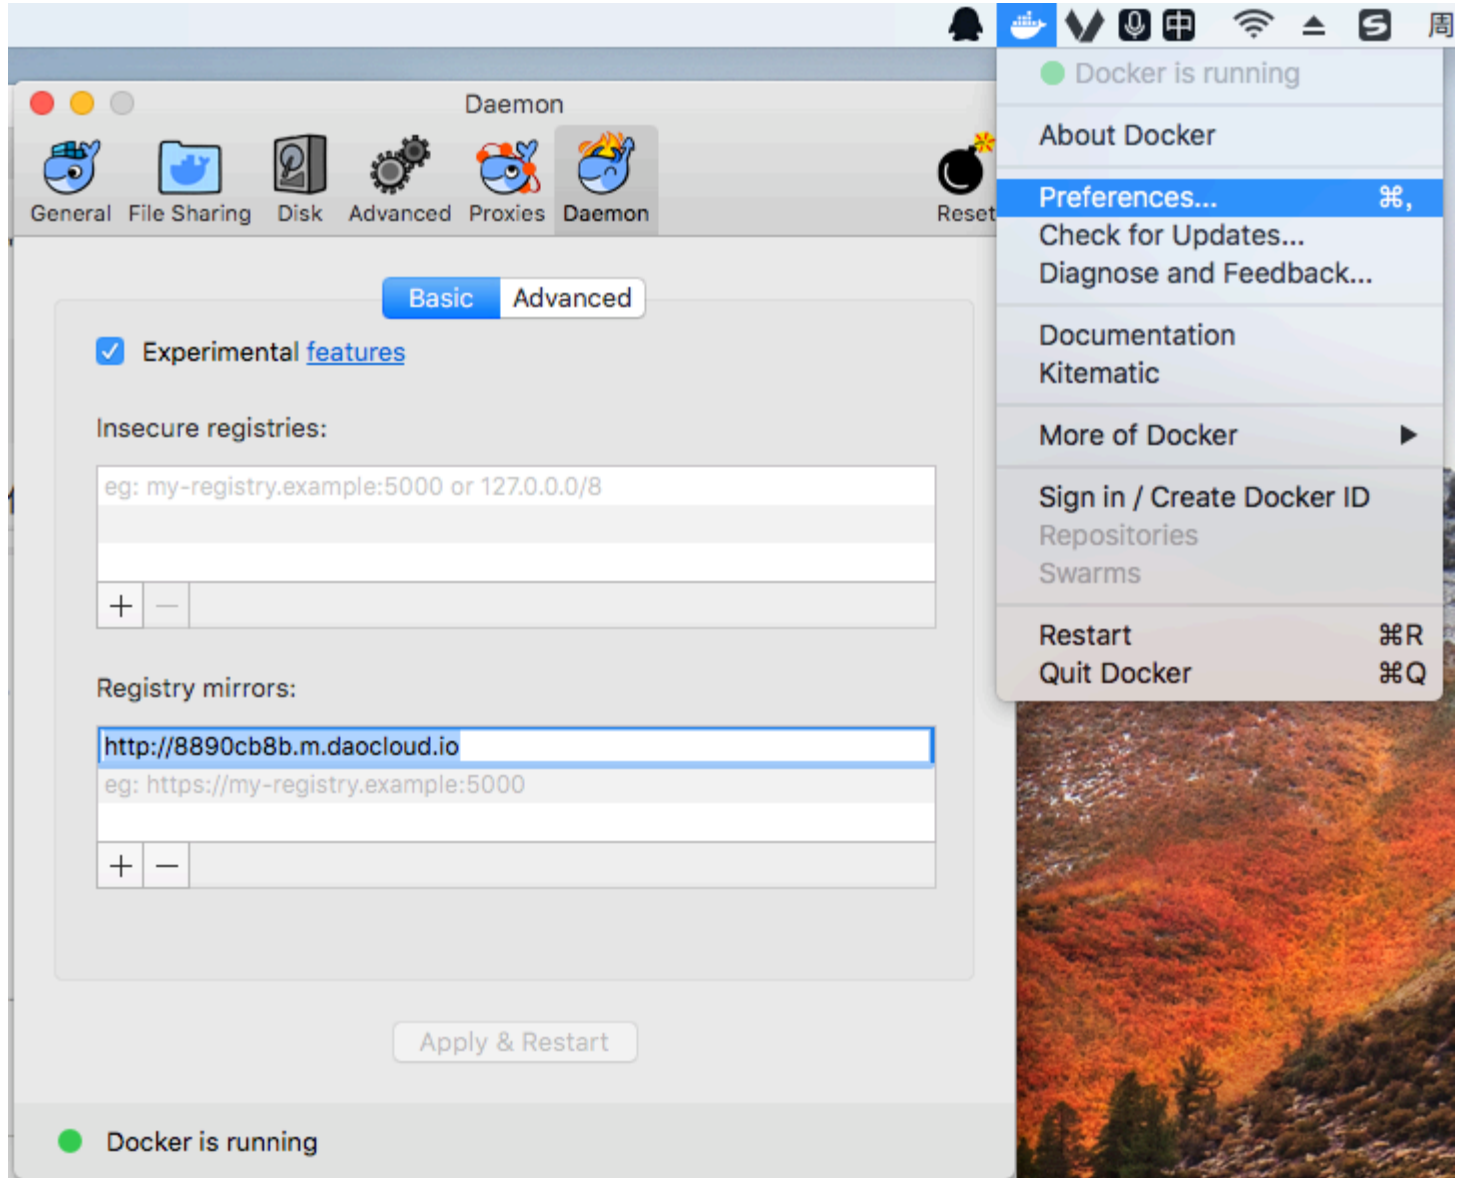 中
周
Docker is running
Daemon
About Docker
General File Sharing Disk Advanced Proxies Daemon Reset
Preferences... ⌘,
Check for Updates...
Diagnose and Feedback...
Basic Advanced
Experimental features
Documentation
Kitematic
Insecure registries:
More of Docker
eg: my-registry.example:5000 or 127.0.0.0/8
Sign in / Create Docker ID
Repositories
Swarms
+ −
Restart ⌘R
Quit Docker ⌘Q
Registry mirrors:
http://8890cb8b.m.daocloud.io
eg: https://my-registry.example:5000
+ −
Apply & Restart
Docker is running